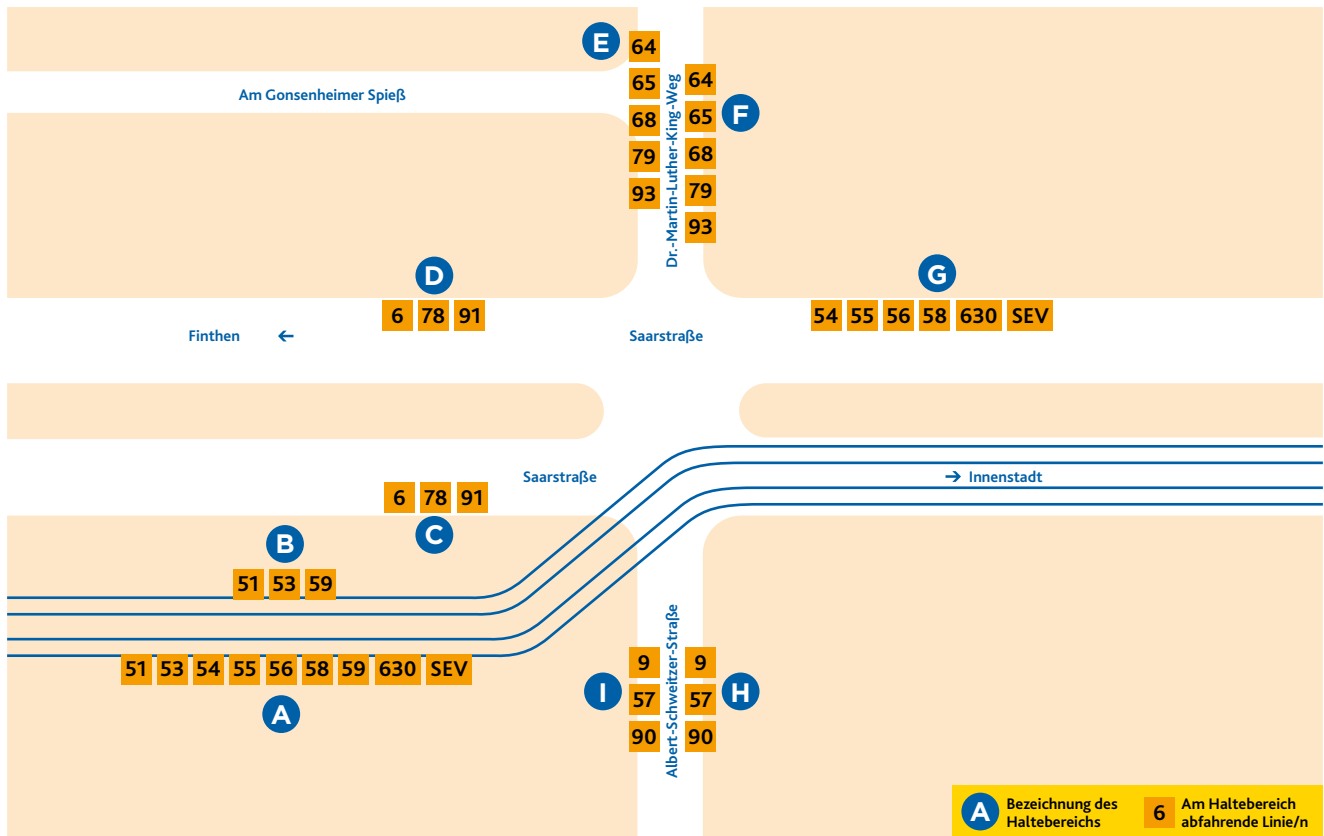 E
64
65
68
79
93
Am Gonsenheimer Spieß
Dr.-Martin-Luther-King-Weg
64
65
68
79
93
F
D
6 78 91
G
54 55 56 58 630 SEV
Finthen ←
Saarstraße
Saarstraße
→ Innenstadt
6 78 91
C
B
51 53 59
51 53 54 55 56 58 59 630 SEV
A
I
9
57
90
Albert-Schweitzer-Straße
9
57
90
H
A
Bezeichnung des
Haltebereichs
6
Am Haltebereich
abfahrende Linie/n